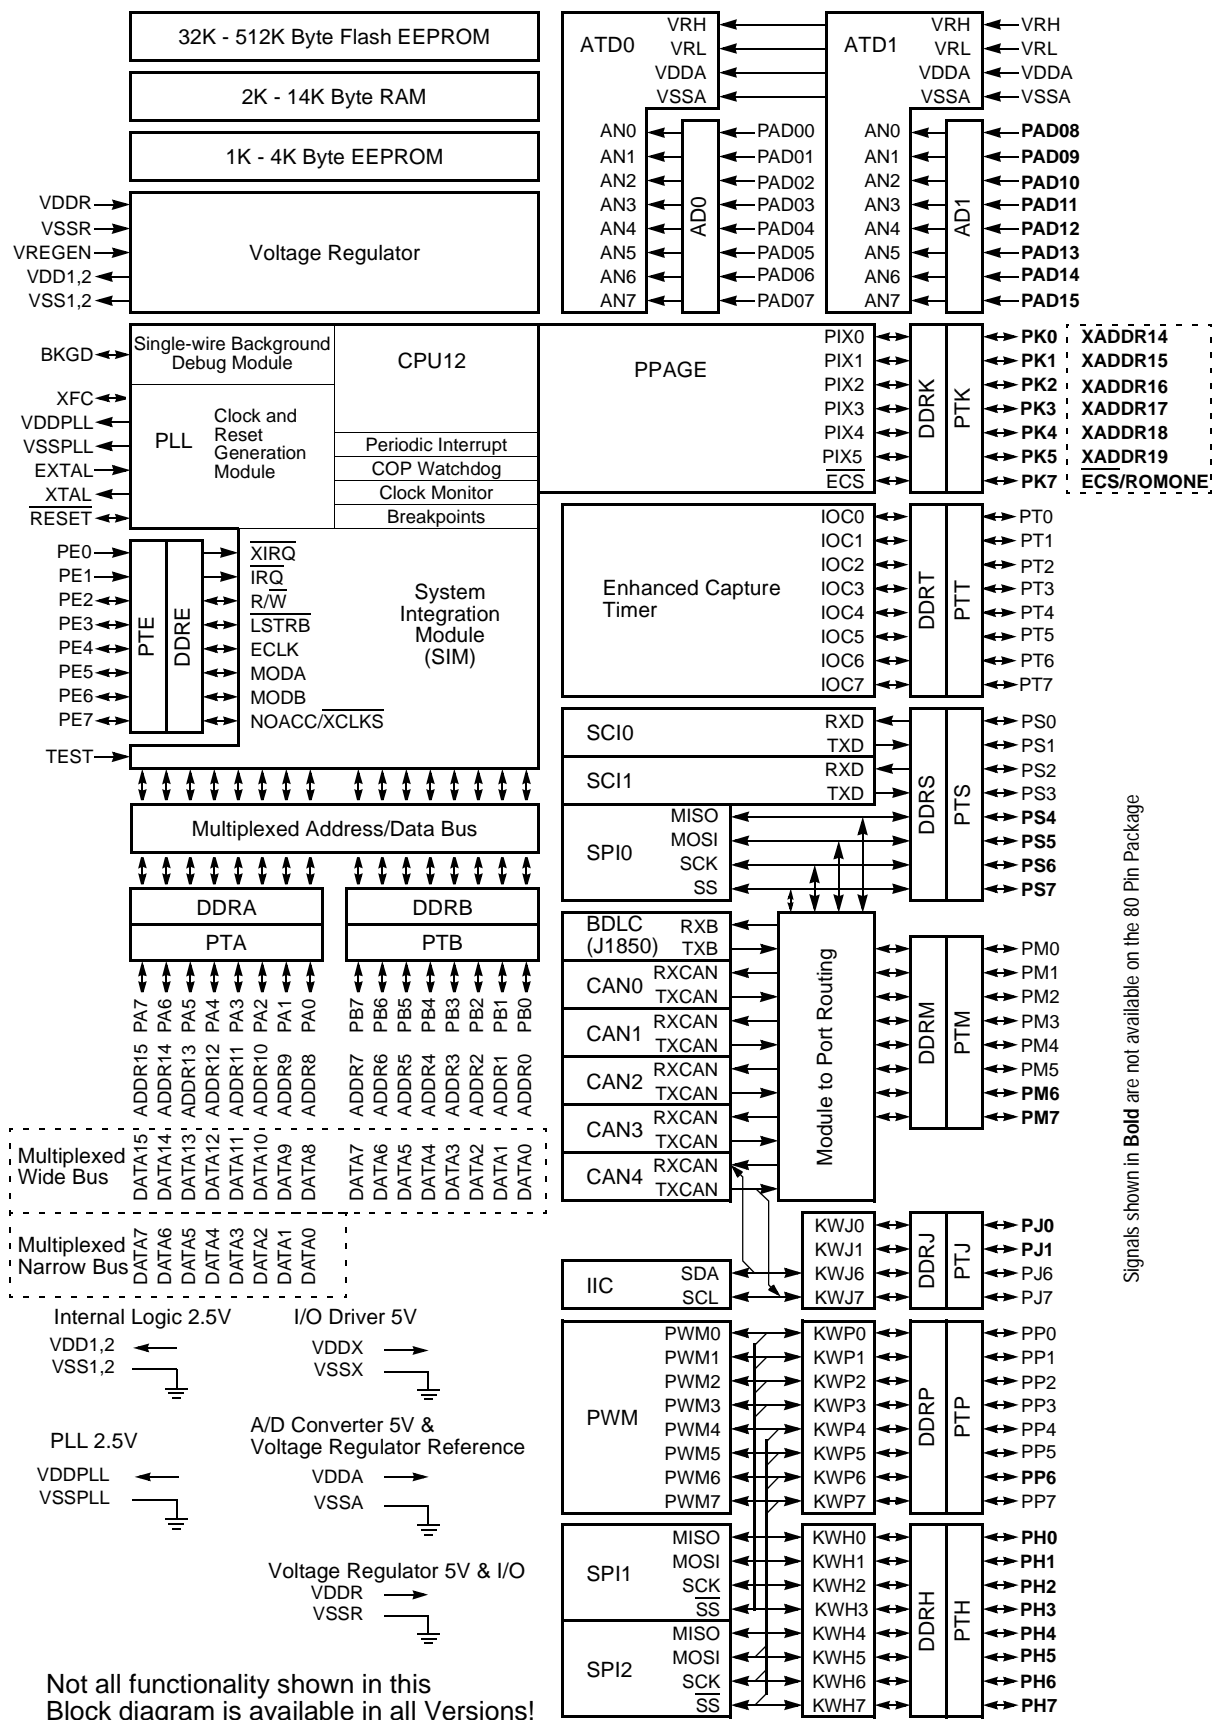 32K - 512K Byte Flash EEPROM
2K - 14K Byte RAM
1K - 4K Byte EEPROM
VDDR
VSSR
VREGEN
VDD1,2
VSS1,2
Voltage Regulator
ATD0
VRH
VRL
VDDA
VSSA
AN0
AN1
AN2
AN3
AN4
AN5
AN6
AN7
AD0
PAD00
PAD01
PAD02
PAD03
PAD04
PAD05
PAD06
PAD07
ATD1
VRH
VRL
VDDA
VSSA
VRH
VRL
VDDA
VSSA
AN0
AN1
AN2
AN3
AN4
AN5
AN6
AN7
AD1
PAD08
PAD09
PAD10
PAD11
PAD12
PAD13
PAD14
PAD15
BKGD
XFC
VDDPLL
VSSPLL
EXTAL
XTAL
RESET
Single-wire Background
Debug Module
CPU12
PLL
Clock and
Reset
Generation
Module
Periodic Interrupt
COP Watchdog
Clock Monitor
Breakpoints
PPAGE
PIX0
PIX1
PIX2
PIX3
PIX4
PIX5
ECS
DDRK
PTK
PK0
PK1
PK2
PK3
PK4
PK5
PK7
XADDR14
XADDR15
XADDR16
XADDR17
XADDR18
XADDR19
ECS/ROMONE
PE0
PE1
PE2
PE3
PE4
PE5
PE6
PE7
TEST
PTE
DDRE
XIRQ
IRQ
R/W
LSTRB
ECLK
MODA
MODB
NOACC/XCLKS
System
Integration
Module
(SIM)
Enhanced Capture
Timer
IOC0
IOC1
IOC2
IOC3
IOC4
IOC5
IOC6
IOC7
DDRT
PTT
PT0
PT1
PT2
PT3
PT4
PT5
PT6
PT7
SCI0
RXD
TXD
SCI1
RXD
TXD
SPI0
MISO
MOSI
SCK
SS
DDRS
PTS
PS0
PS1
PS2
PS3
PS4
PS5
PS6
PS7
Multiplexed Address/Data Bus
DDRA
PTA
DDRB
PTB
PA7
PA6
PA5
PA4
PA3
PA2
PA1
PA0
PB7
PB6
PB5
PB4
PB3
PB2
PB1
PB0
ADDR15
ADDR14
ADDR13
ADDR12
ADDR11
ADDR10
ADDR9
ADDR8
ADDR7
ADDR6
ADDR5
ADDR4
ADDR3
ADDR2
ADDR1
ADDR0
Multiplexed
Wide Bus
DATA15
DATA14
DATA13
DATA12
DATA11
DATA10
DATA9
DATA8
DATA7
DATA6
DATA5
DATA4
DATA3
DATA2
DATA1
DATA0
Multiplexed
Narrow Bus
DATA7
DATA6
DATA5
DATA4
DATA3
DATA2
DATA1
DATA0
BDLC
(J1850)
RXB
TXB
CAN0
RXCAN
TXCAN
CAN1
RXCAN
TXCAN
CAN2
RXCAN
TXCAN
CAN3
RXCAN
TXCAN
CAN4
RXCAN
TXCAN
Module to Port Routing
DDRM
PTM
PM0
PM1
PM2
PM3
PM4
PM5
PM6
PM7
IIC
SDA
SCL
KWJ0
KWJ1
KWJ6
KWJ7
DDRJ
PTJ
PJ0
PJ1
PJ6
PJ7
PWM
PWM0
PWM1
PWM2
PWM3
PWM4
PWM5
PWM6
PWM7
KWP0
KWP1
KWP2
KWP3
KWP4
KWP5
KWP6
KWP7
DDRP
PTP
PP0
PP1
PP2
PP3
PP4
PP5
PP6
PP7
SPI1
MISO
MOSI
SCK
SS
SPI2
MISO
MOSI
SCK
SS
KWH0
KWH1
KWH2
KWH3
KWH4
KWH5
KWH6
KWH7
DDRH
PTH
PH0
PH1
PH2
PH3
PH4
PH5
PH6
PH7
Signals shown in Bold are not available on the 80 Pin Package
Internal Logic 2.5V
VDD1,2
VSS1,2
I/O Driver 5V
VDDX
VSSX
PLL 2.5V
VDDPLL
VSSPLL
A/D Converter 5V &
Voltage Regulator Reference
VDDA
VSSA
Voltage Regulator 5V & I/O
VDDR
VSSR
Not all functionality shown in this
Block diagram is available in all Versions!